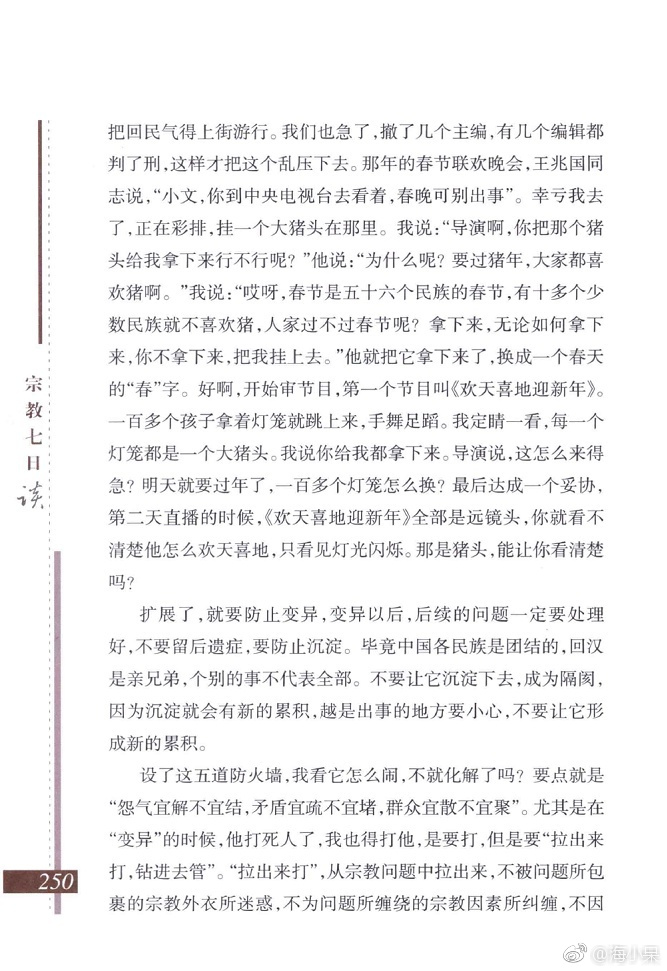 把回民气得上街游行。我们也急了,撤了几个主编,有几个编辑都
判了刑,这样才把这个乱压下去。那年的春节联欢晚会,王兆国同
志说,“小文,你到中央电视台去看着,春晚可别出事”。幸亏我去
了,正在彩排,挂一个大猪头在那里。我说:“导演啊,你把那个猪
头给我拿下来行不行呢?”他说:“为什么呢?要过猪年,大家都喜
欢猪啊。”我说:“哎呀,春节是五十六个民族的春节,有十多个少
数民族就不喜欢猪,人家过不过春节呢?拿下来,无论如何拿下
来,你不拿下来,把我挂上去。”他就把它拿下来了,换成一个春天
的“春”字。好啊,开始审节目,第一个节目叫《欢天喜地迎新年》。
一百多个孩子拿着灯笼就跳上来,手舞足蹈。我定睛一看,每一个
灯笼都是一个大猪头。我说你给我都拿下来。导演说,这怎么来得
急?明天就要过年了,一百多个灯笼怎么换?最后达成一个妥协,
第二天直播的时候,《欢天喜地迎新年》全部是远镜头,你就看不
清楚他怎么欢天喜地,只看见灯光闪烁。那是猪头,能让你看清楚
吗?
扩展了,就要防止变异,变异以后,后续的问题一定要处理
好,不要留后遗症,要防止沉淀。毕竟中国各民族是团结的,回汉
是亲兄弟,个别的事不代表全部。不要让它沉淀下去,成为隔阂,
因为沉淀就会有新的累积,越是出事的地方要小心,不要让它形
成新的累积。
设了这五道防火墙,我看它怎么闹,不就化解了吗?要点就是
“怨气宜解不宜结,矛盾宜疏不宜堵,群众宜散不宜聚”。尤其是在
“变异”的时候,他打死人了,我也得打他,是要打,但是要“拉出来
打,钻进去管”。“拉出来打”,从宗教问题中拉出来,不被问题所包
裹的宗教外衣所迷惑,不为问题所缠绕的宗教因素所纠缠,不因
宗教七日谈
250
@海小呆